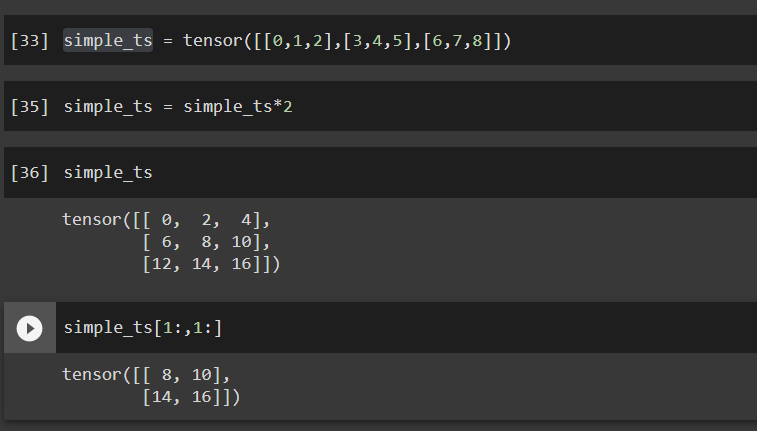 [33] simple_ts = tensor([[0,1,2],[3,4,5],[6,7,8]])
[35] simple_ts = simple_ts*2
[36] simple_ts
tensor([[ 0,  2,  4],
        [ 6,  8, 10],
        [12, 14, 16]])
simple_ts[1:,1:]
tensor([[ 8, 10],
        [14, 16]])